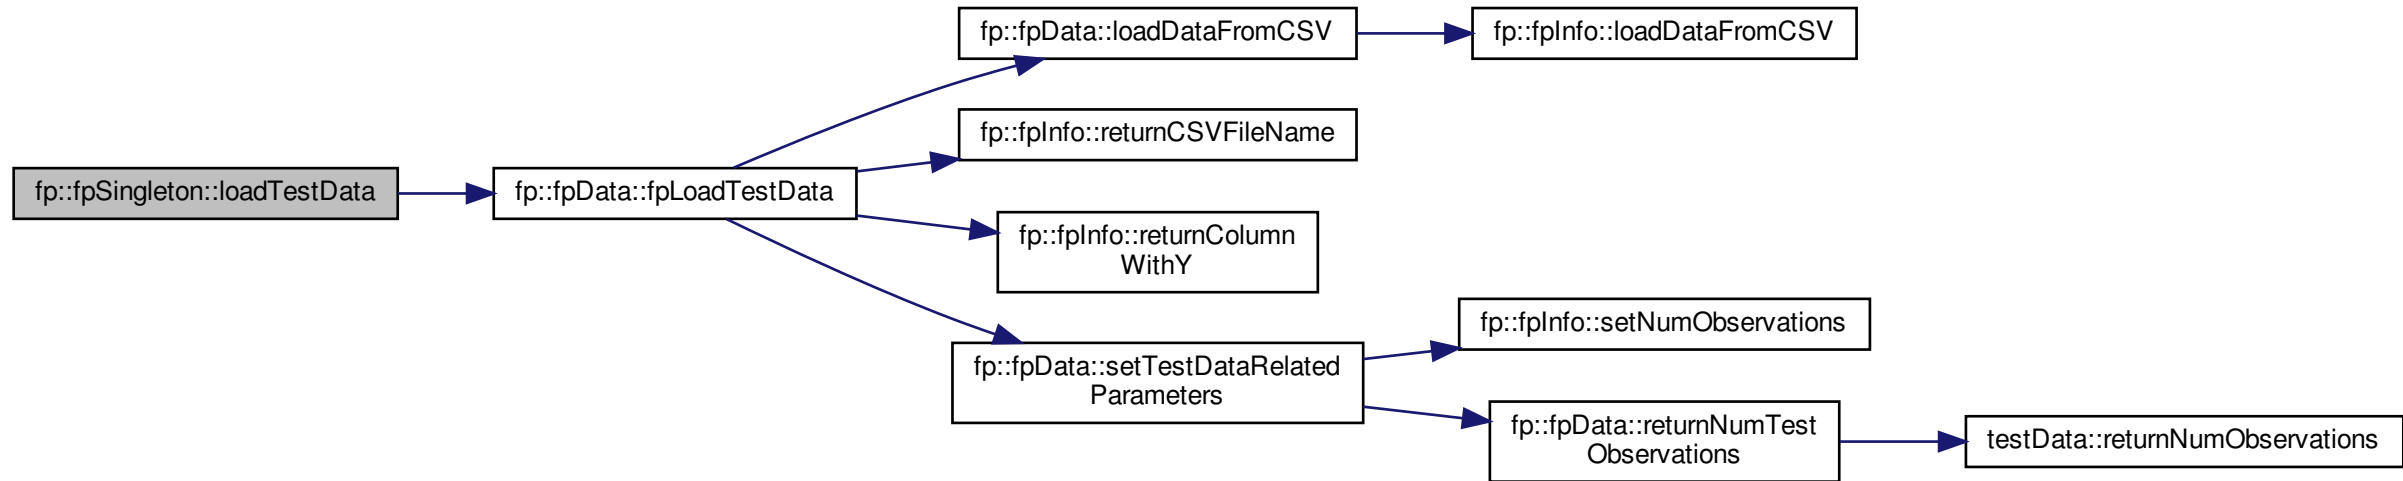 fp::fpSingleton::loadTestData
fp::fpData::fpLoadTestData
fp::fpData::loadDataFromCSV
fp::fpInfo::loadDataFromCSV
fp::fpInfo::returnCSVFileName
fp::fpInfo::returnColumn
WithY
fp::fpData::setTestDataRelated
Parameters
fp::fpInfo::setNumObservations
fp::fpData::returnNumTest
Observations
testData::returnNumObservations